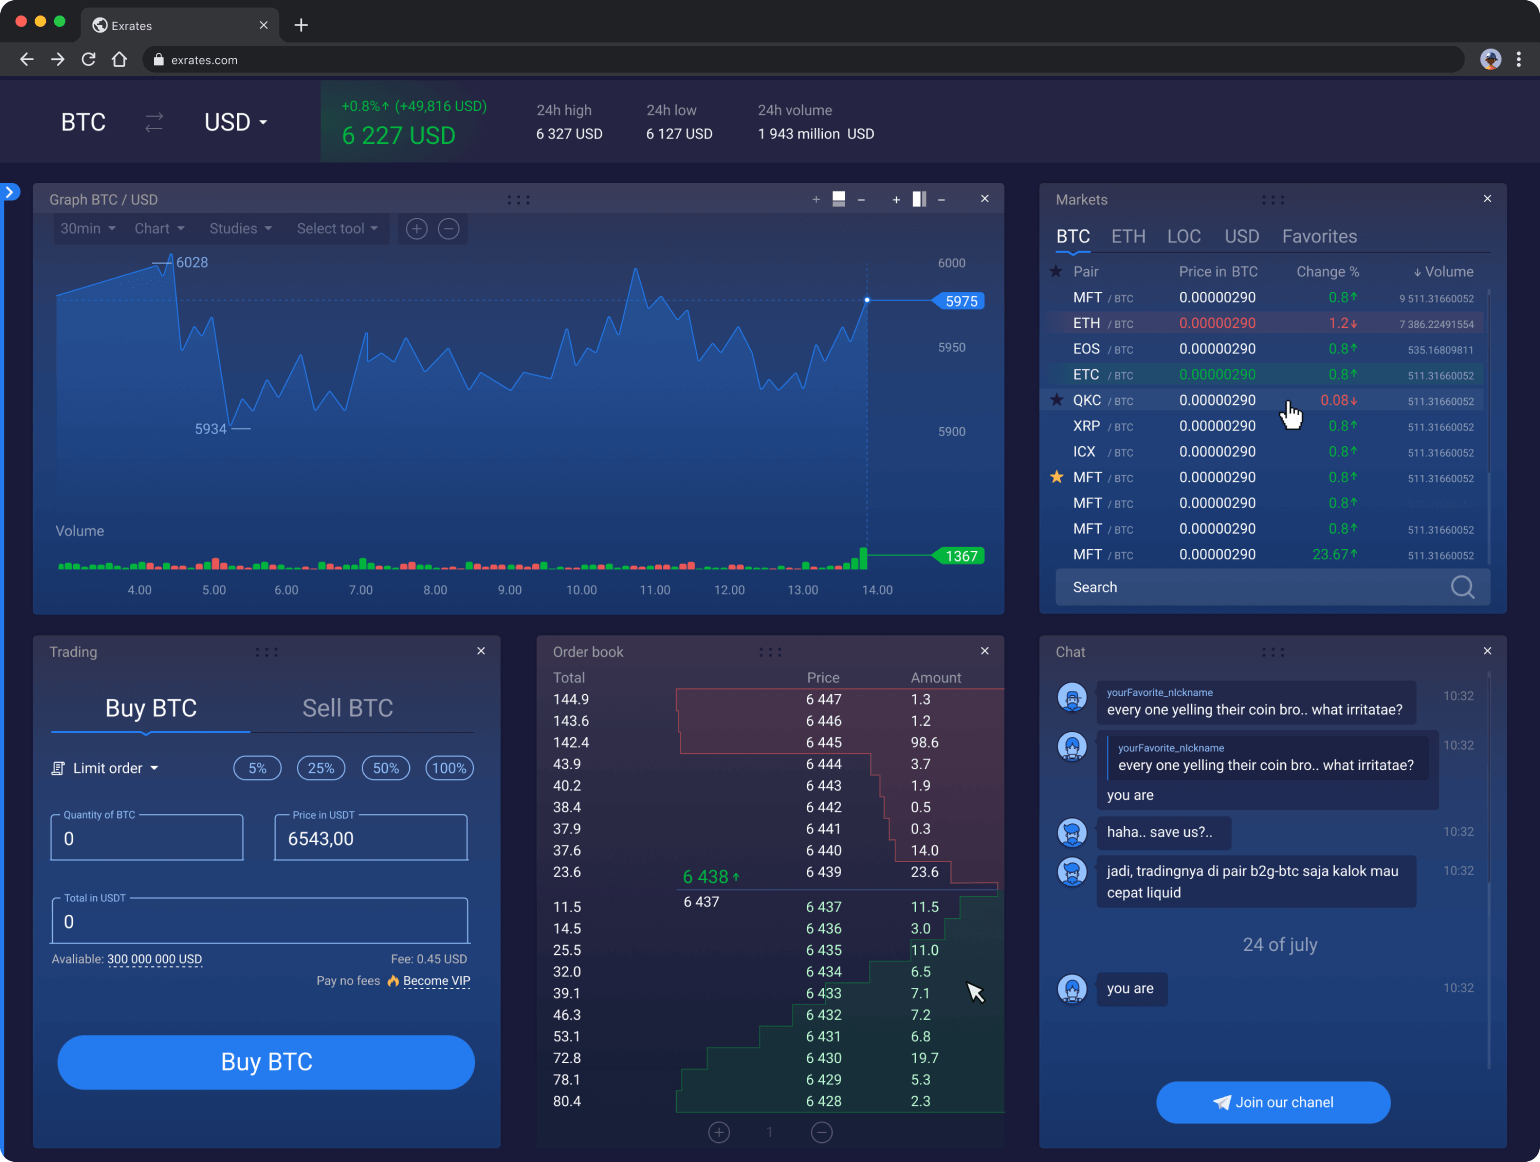 Exrates
exrates.com
BTC
USD
+0.8%↑ (+49,816 USD)
6 227 USD
24h high
6 327 USD
24h low
6 127 USD
24h volume
1 943 million USD
Graph BTC / USD
30min Chart Studies Select tool
6028
5934
6000
5975
5950
5900
Volume
1367
4.00 5.00 6.00 7.00 8.00 9.00 10.00 11.00 12.00 13.00 14.00
Markets
BTC ETH LOC USD Favorites
Pair Price in BTC Change % ↓ Volume
MFT / BTC 0.00000290 0.8↑ 9 511.31660052
ETH / BTC 0.00000290 1.2↓ 7 386.22491554
EOS / BTC 0.00000290 0.8↑ 535.16809811
ETC / BTC 0.00000290 0.8↑ 511.31660052
QKC / BTC 0.00000290 0.08↓ 511.31660052
XRP / BTC 0.00000290 0.8↑ 511.31660052
ICX / BTC 0.00000290 0.8↑ 511.31660052
MFT / BTC 0.00000290 0.8↑ 511.31660052
MFT / BTC 0.00000290 0.8↑
MFT / BTC 0.00000290 0.8↑ 511.31660052
MFT / BTC 0.00000290 23.67↑ 511.31660052
Search
Trading
Buy BTC Sell BTC
Limit order 5% 25% 50% 100%
Quantity of BTC
0
Price in USDT
6543,00
Total in USDT
0
Avaliable: 300 000 000 USD Fee: 0.45 USD
Pay no fees Become VIP
Buy BTC
Order book
Total Price Amount
144.9 6 447 1.3
143.6 6 446 1.2
142.4 6 445 98.6
43.9 6 444 3.7
40.2 6 443 1.9
38.4 6 442 0.5
37.9 6 441 0.3
37.6 6 440 14.0
23.6 6 439 23.6
6 438↑
6 437
11.5 6 437 11.5
14.5 6 436 3.0
25.5 6 435 11.0
32.0 6 434 6.5
39.1 6 433 7.1
46.3 6 432 7.2
53.1 6 431 6.8
72.8 6 430 19.7
78.1 6 429 5.3
80.4 6 428 2.3
1
Chat
yourFavorite_nIckname
every one yelling their coin bro.. what irritatae?
10:32
yourFavorite_nIckname
every one yelling their coin bro.. what irritatae?
you are
10:32
haha.. save us?..
10:32
jadi, tradingnya di pair b2g-btc saja kalok mau
cepat liquid
10:32
24 of july
you are
10:32
Join our chanel